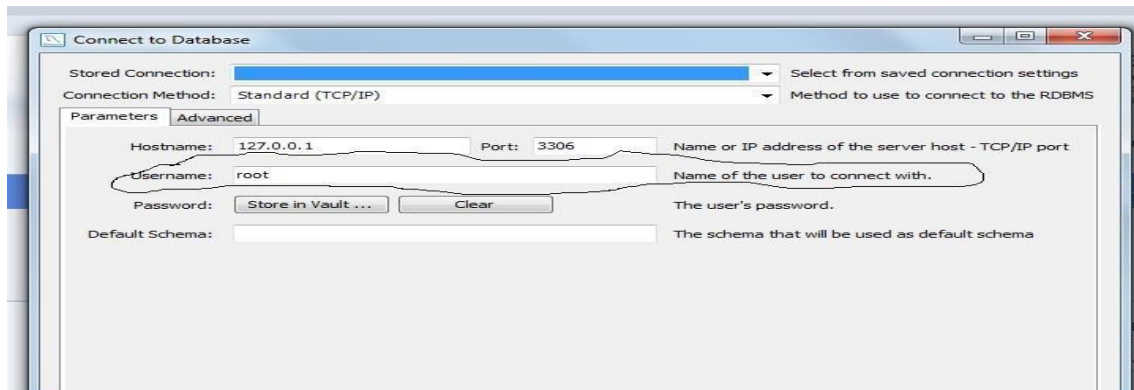 Connect to Database
Stored Connection: Select from saved connection settings
Connection Method: Standard (TCP/IP) Method to use to connect to the RDBMS
Parameters Advanced
Hostname: 127.0.0.1 Port: 3306 Name or IP address of the server host - TCP/IP port
Username: root Name of the user to connect with.
Password: Store in Vault ... Clear The user's password.
Default Schema: The schema that will be used as default schema